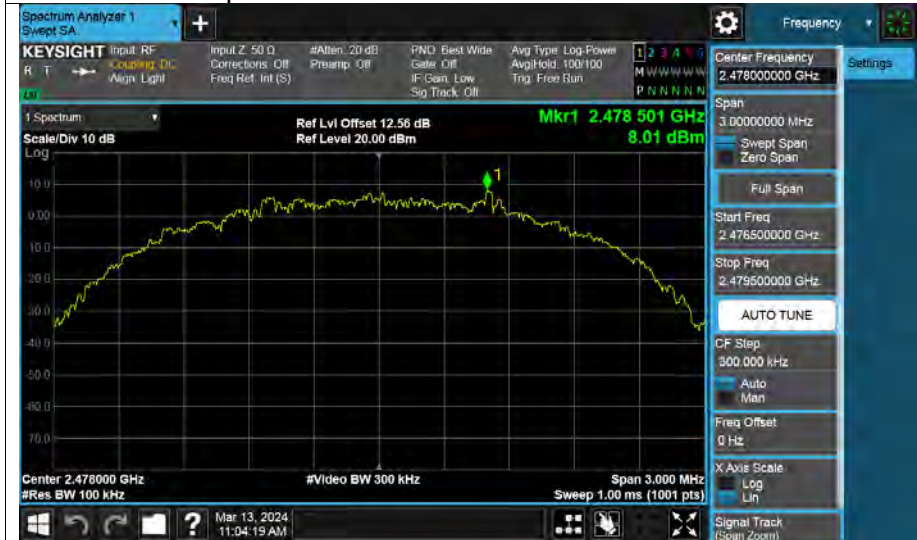 Spectrum Analyzer 1
Swept SA
+
Frequency
KEYSIGHT
R T
Input: RF
Coupling: DC
Align: Light
Input Z: 50 Ω
Corrections: Off
Freq Ref: Int (S)
#Atten: 20 dB
Preamp: Off
PNO: Best Wide
Gate: Off
IF Gain: Low
Sig Track: Off
Avg Type: Log-Power
Avg|Hold: 100/100
Trig: Free Run
1 2 3 4 5 6
M W W W W W
P N N N N N
1 Spectrum
Scale/Div 10 dB
Log
Ref Lvl Offset 12.56 dB
Ref Level 20.00 dBm
Mkr1 2.478 501 GHz
8.01 dBm
1
10.0
0.00
-10.0
-20.0
-30.0
-40.0
-50.0
-60.0
-70.0
Center 2.478000 GHz
#Res BW 100 kHz
#Video BW 300 kHz
Span 3.000 MHz
Sweep 1.00 ms (1001 pts)
Center Frequency
2.478000000 GHz
Settings
Span
3.00000000 MHz
Swept Span
Zero Span
Full Span
Start Freq
2.476500000 GHz
Stop Freq
2.479500000 GHz
AUTO TUNE
CF Step
300.000 kHz
Auto
Man
Freq Offset
0 Hz
X Axis Scale
Log
Lin
Signal Track
(Span Zoom)
?
Mar 13, 2024
11:04:19 AM